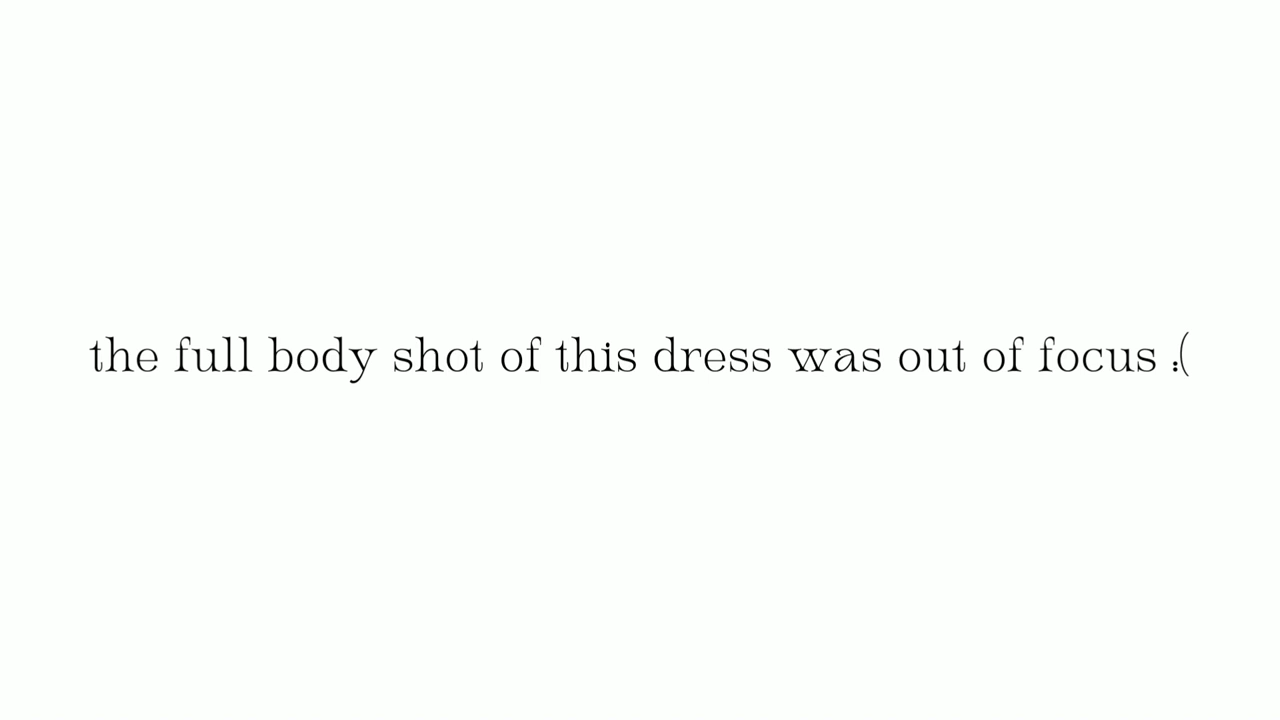 the full body shot of this dress was out of focus :(